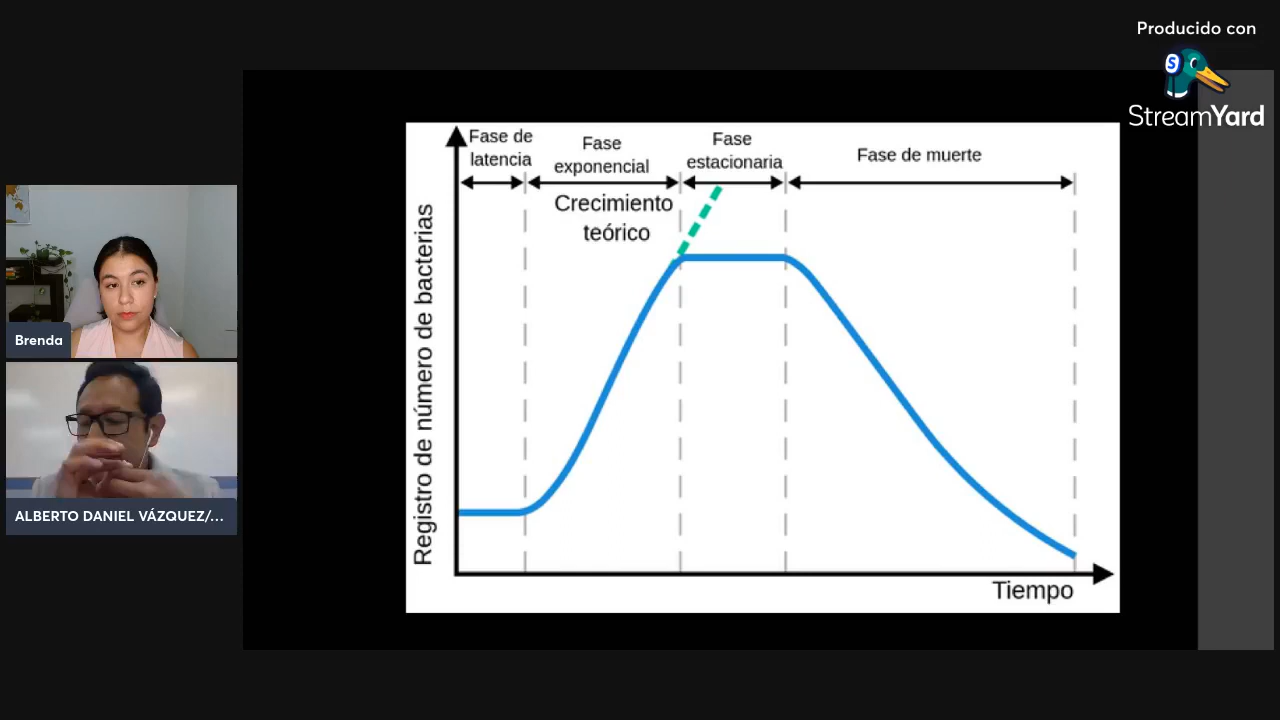 Producido con
StreamYard
Fase de
latencia
Fase
exponencial
Fase
estacionaria
Fase de muerte
Crecimiento
teórico
Registro de número de bacterias
Tiempo
Brenda
ALBERTO DANIEL VÁZQUEZ/...